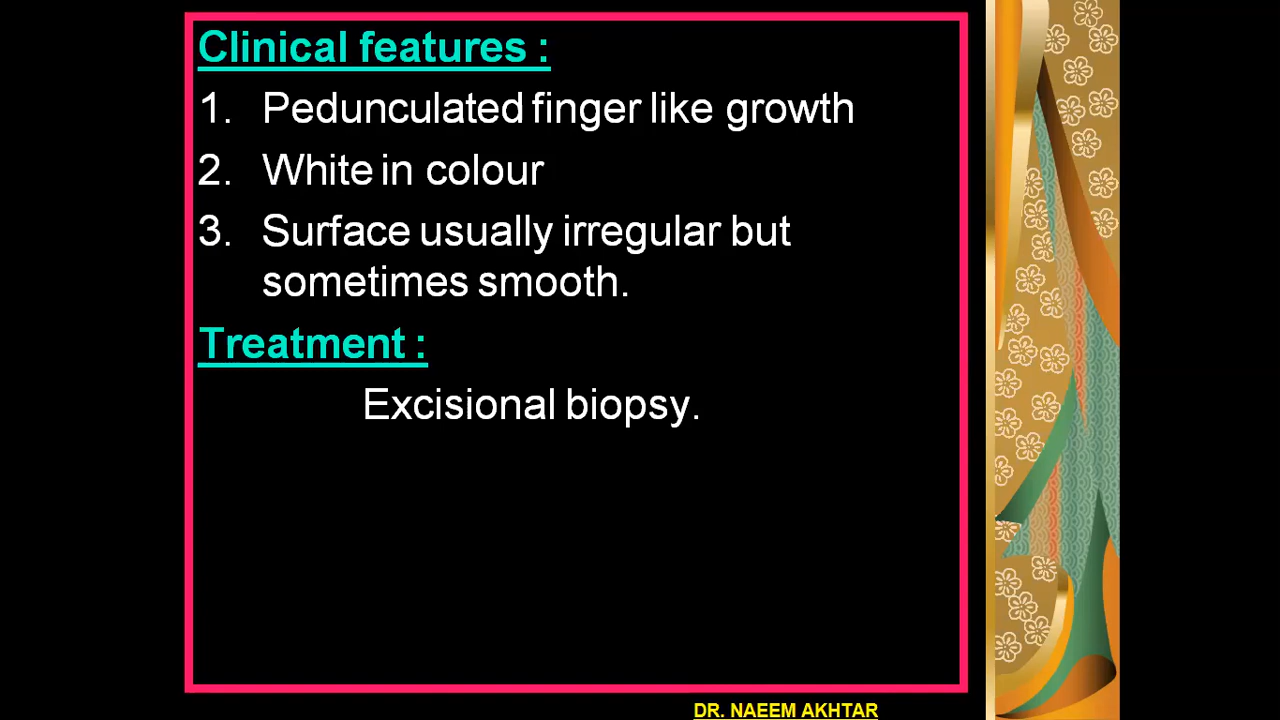 Clinical features :
1. Pedunculated finger like growth
2. White in colour
3. Surface usually irregular but
sometimes smooth.
Treatment :
Excisional biopsy.
DR. NAEEM AKHTAR